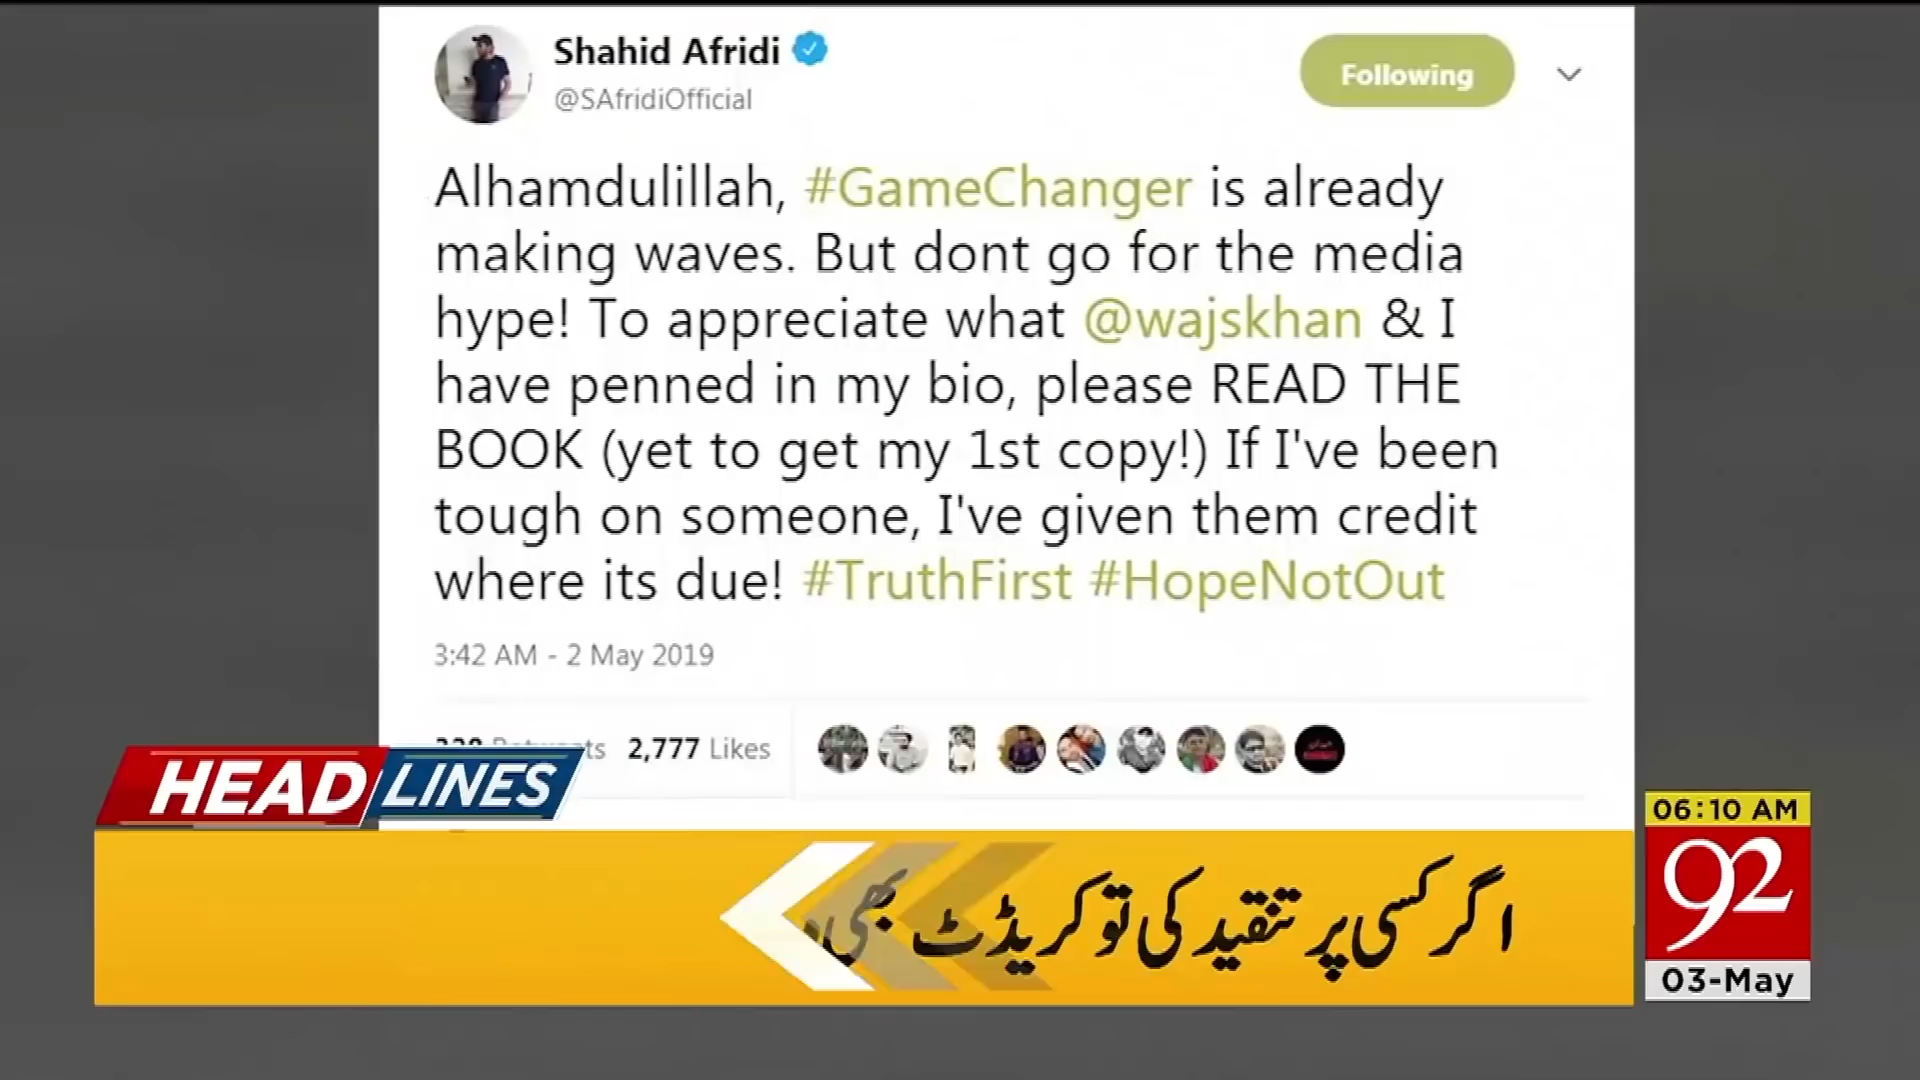 Shahid Afridi
@SAfridiOfficial
Following
Alhamdulillah, #GameChanger is already
making waves. But dont go for the media
hype! To appreciate what @wajskhan & I
have penned in my bio, please READ THE
BOOK (yet to get my 1st copy!) If I've been
tough on someone, I've given them credit
where its due! #TruthFirst #HopeNotOut
3:42 AM - 2 May 2019
2,777 Likes
HEADLINES
اگر کسی پر تنقید کی تو کریڈٹ بھی
06:10 AM
92
03-May